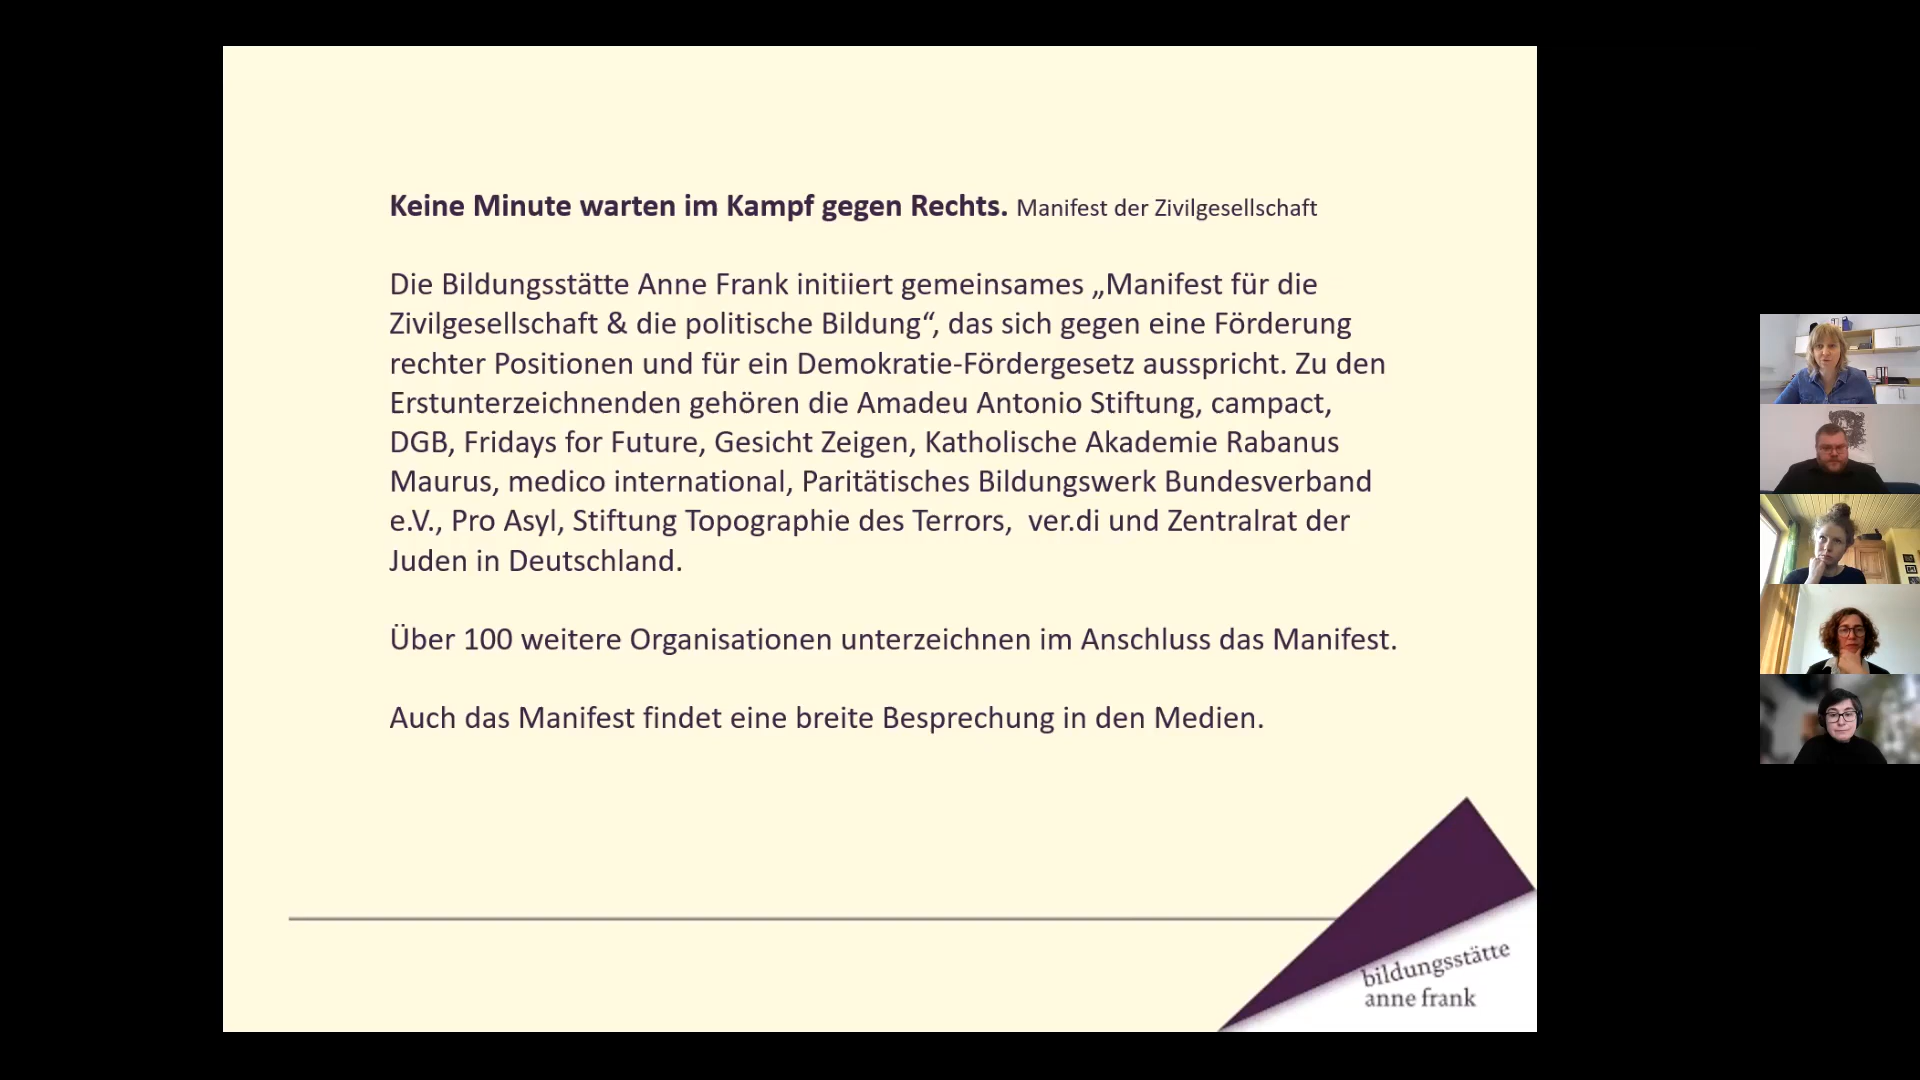 Keine Minute warten im Kampf gegen Rechts. Manifest der Zivilgesellschaft
Die Bildungsstätte Anne Frank initiiert gemeinsames „Manifest für die
Zivilgesellschaft & die politische Bildung“, das sich gegen eine Förderung
rechter Positionen und für ein Demokratie-Fördergesetz ausspricht. Zu den
Erstunterzeichnenden gehören die Amadeu Antonio Stiftung, campact,
DGB, Fridays for Future, Gesicht Zeigen, Katholische Akademie Rabanus
Maurus, medico international, Paritätisches Bildungswerk Bundesverband
e.V., Pro Asyl, Stiftung Topographie des Terrors,  ver.di und Zentralrat der
Juden in Deutschland.
Über 100 weitere Organisationen unterzeichnen im Anschluss das Manifest.
Auch das Manifest findet eine breite Besprechung in den Medien.
bildungsstätte
anne frank